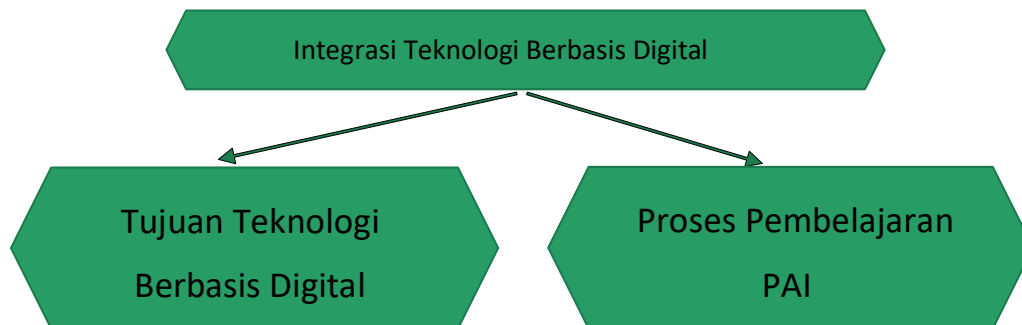 Integrasi Teknologi Berbasis Digital
Tujuan Teknologi
Berbasis Digital
Proses Pembelajaran
PAI